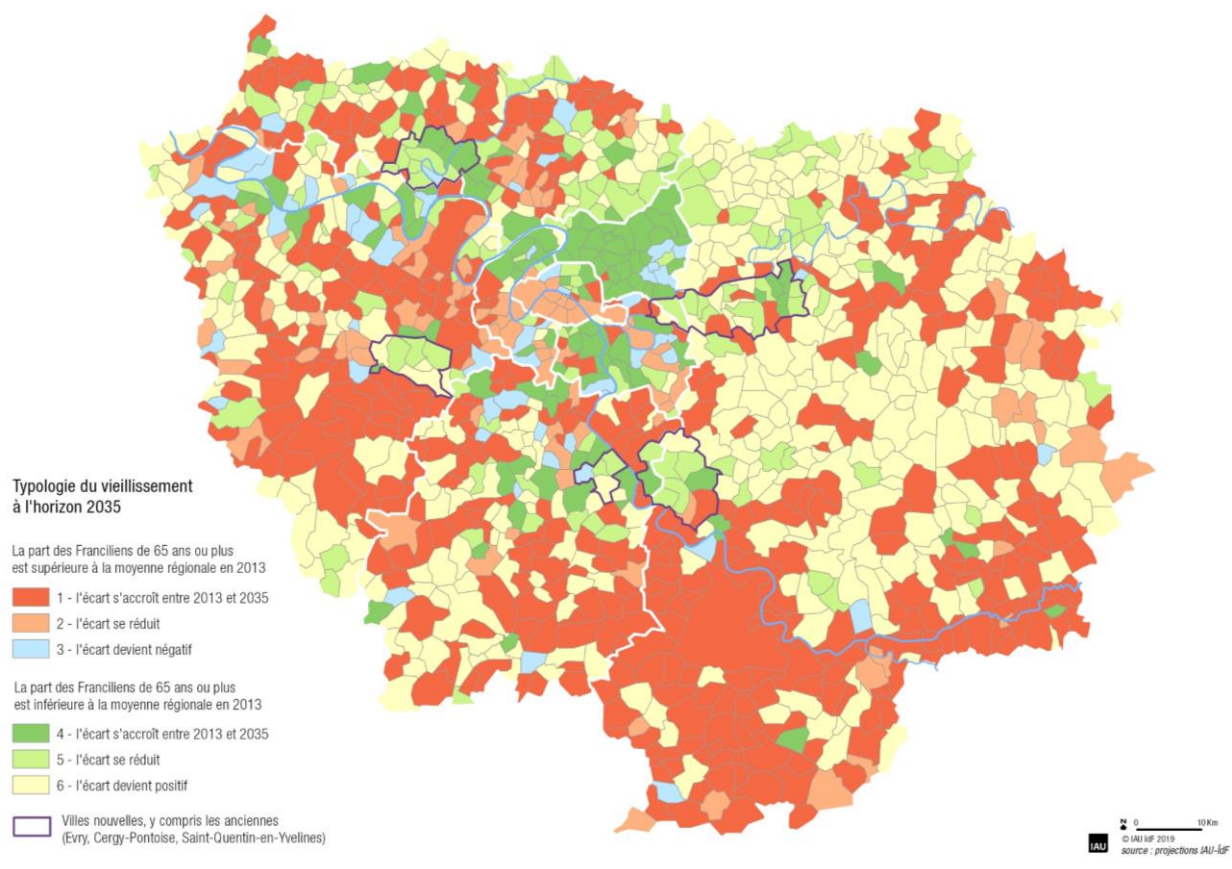 Typologie du vieillissement
à l'horizon 2035
La part des Franciliens de 65 ans ou plus
est supérieure à la moyenne régionale en 2013
1 - l'écart s'accroît entre 2013 et 2035
2 - l'écart se réduit
3 - l'écart devient négatif
La part des Franciliens de 65 ans ou plus
est inférieure à la moyenne régionale en 2013
4 - l'écart s'accroît entre 2013 et 2035
5 - l'écart se réduit
6 - l'écart devient positif
Villes nouvelles, y compris les anciennes
(Evry, Cergy-Pontoise, Saint-Quentin-en-Yvelines)
0 10 Km
IAU
© IAU îdF 2019
source : projections IAU-îdF